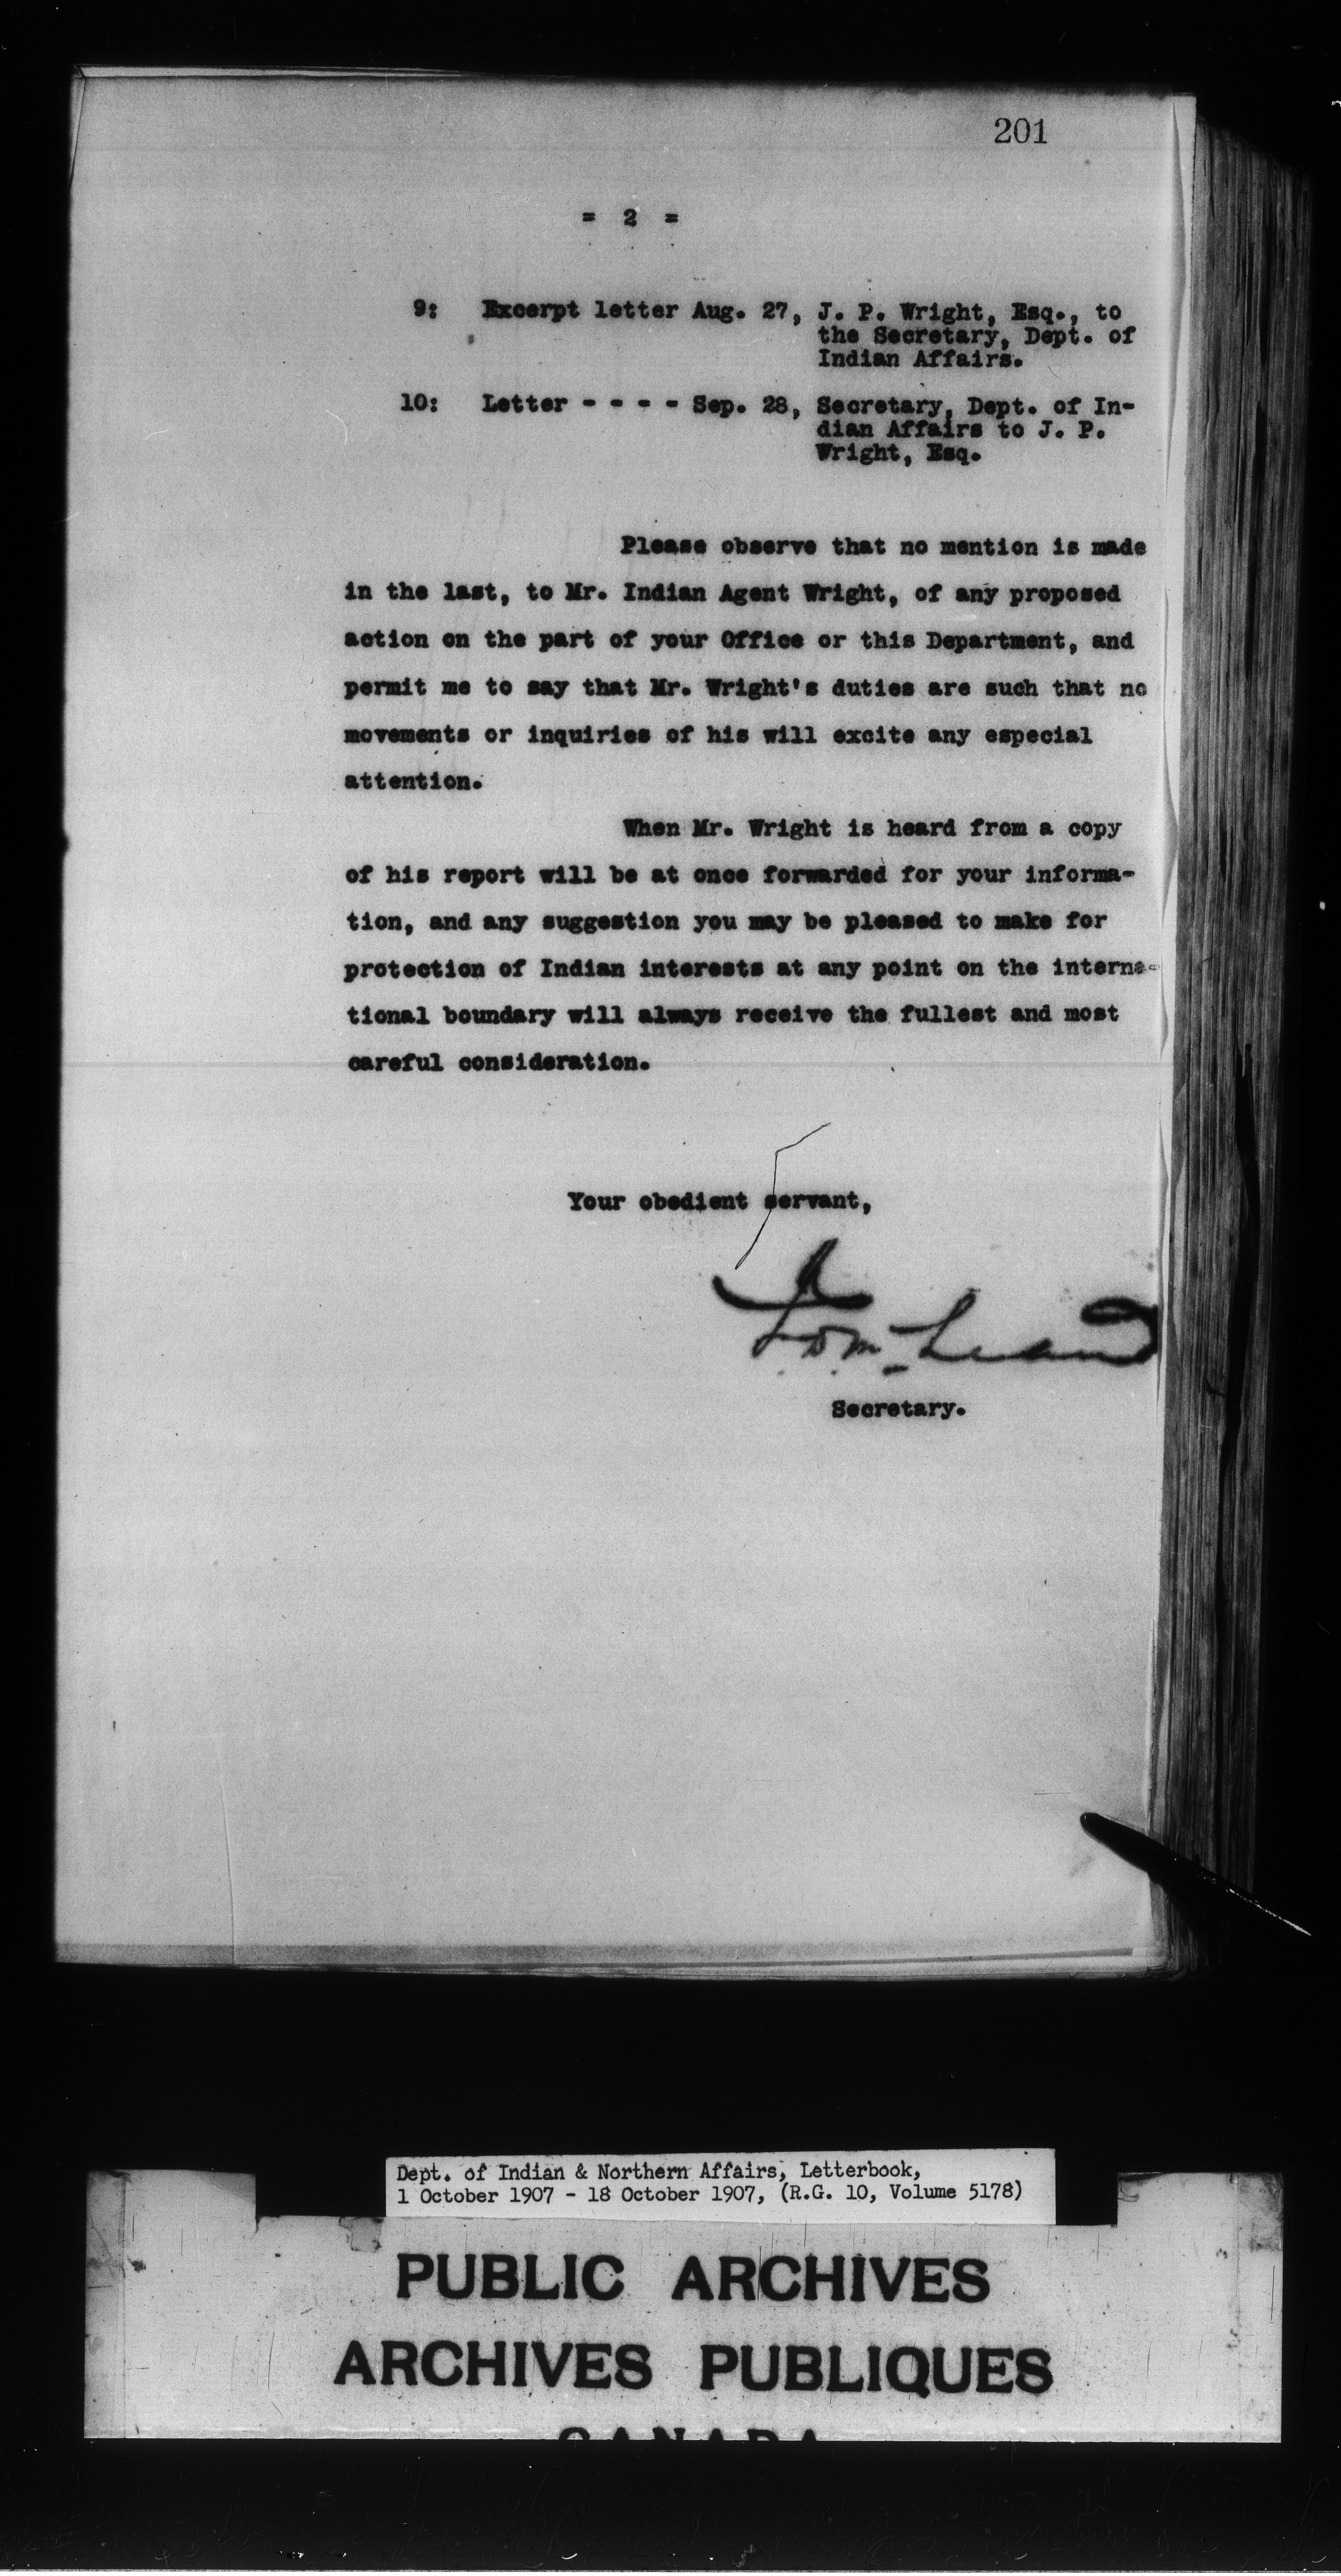 201
= 2 =
9: Excerpt letter Aug. 27, J. P. Wright, Esq., to
the Secretary, Dept. of
Indian Affairs.
10: Letter - - - - Sep. 28, Secretary, Dept. of In-
dian Affairs to J. P.
Wright, Esq.
Please observe that no mention is made
in the last, to Mr. Indian Agent Wright, of any proposed
action on the part of your Office or this Department, and
permit me to say that Mr. Wright's duties are such that no
movements or inquiries of his will excite any especial
attention.
When Mr. Wright is heard from a copy
of his report will be at once forwarded for your informa-
tion, and any suggestion you may be pleased to make for
protection of Indian interests at any point on the interna-
tional boundary will always receive the fullest and most
careful consideration.
Your obedient servant,
Secretary.
Dept. of Indian & Northern Affairs, Letterbook,
1 October 1907 - 18 October 1907, (R.G. 10, Volume 5178)
PUBLIC ARCHIVES
ARCHIVES PUBLIQUES
CANADA